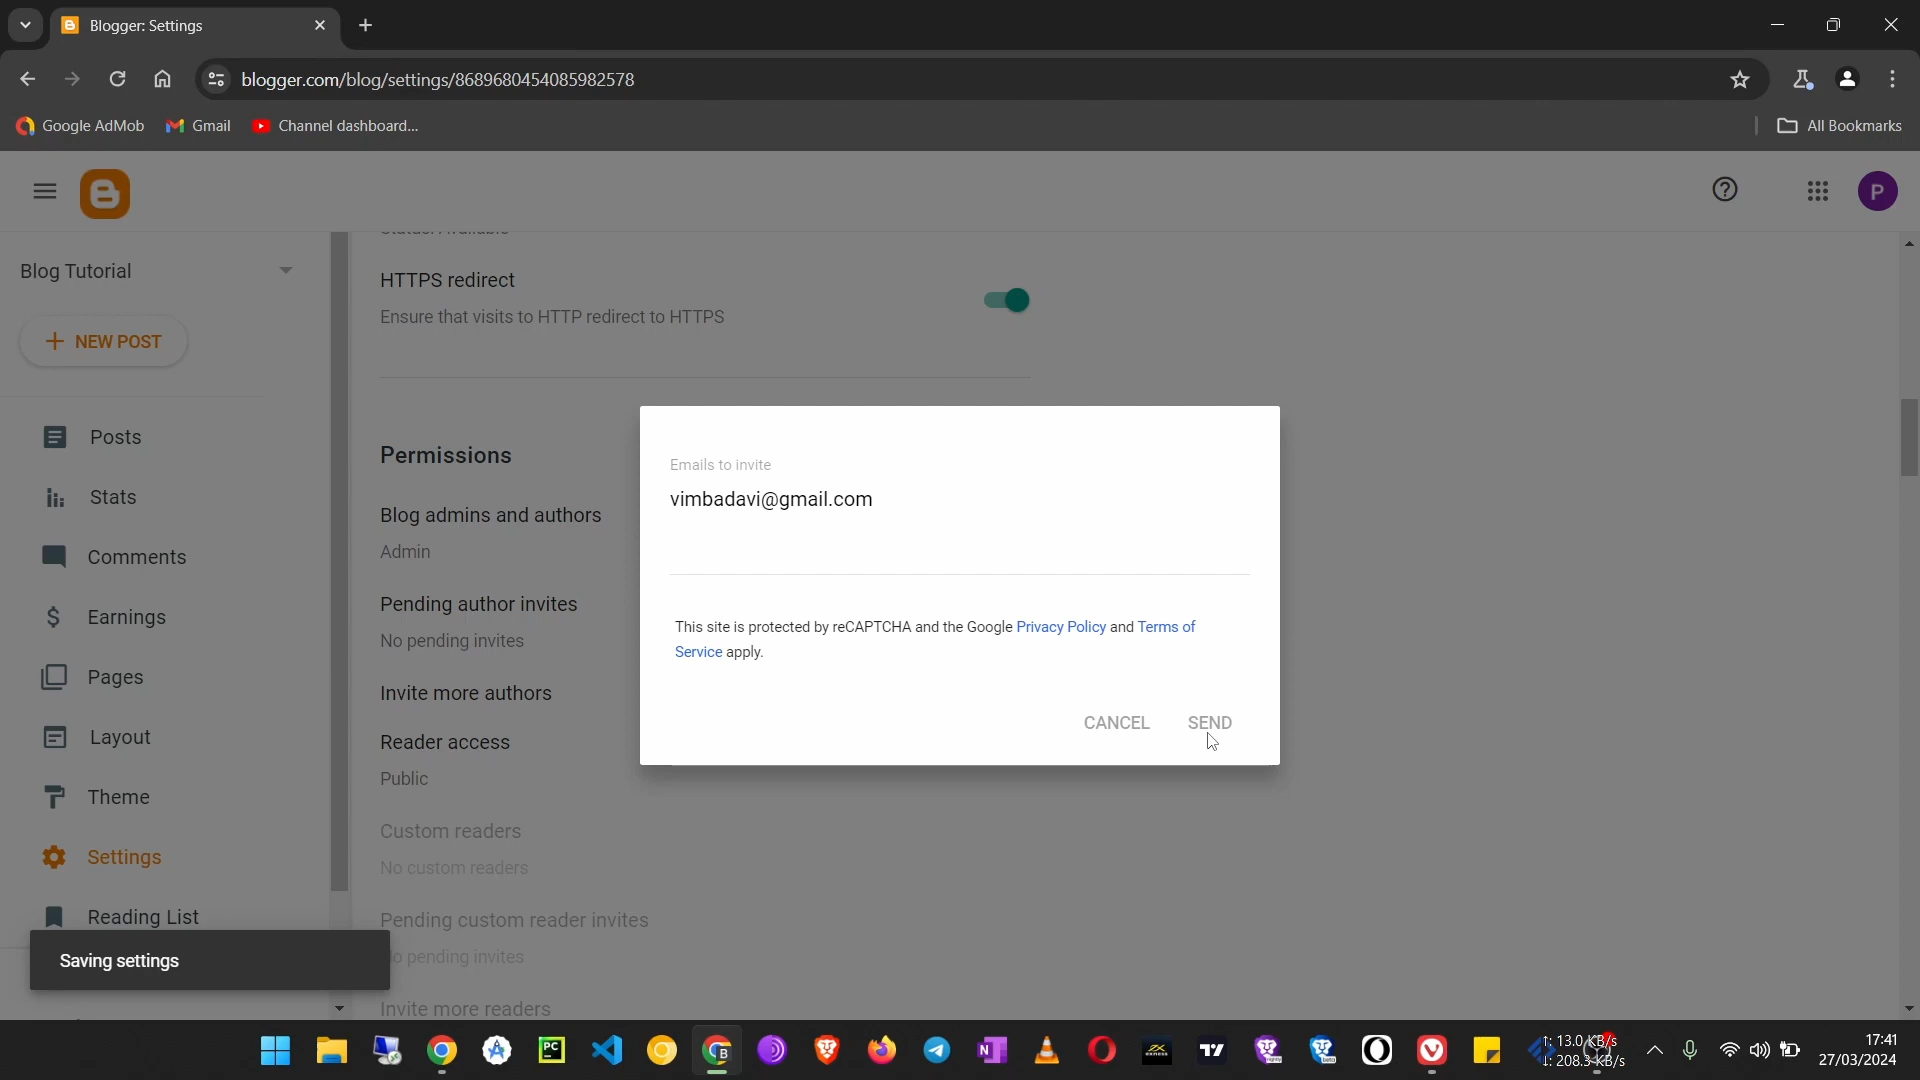 Blogger: Settings
blogger.com/blog/settings/8689680454085982578
Google AdMob
Gmail
Channel dashboard...
All Bookmarks
P
Blog Tutorial
NEW POST
Posts
Stats
Comments
Earnings
Pages
Layout
Theme
Settings
Reading List
Saving settings
HTTPS redirect
Ensure that visits to HTTP redirect to HTTPS
Permissions
Blog admins and authors
Admin
Pending author invites
No pending invites
Invite more authors
Reader access
Public
Custom readers
No custom readers
Pending custom reader invites
pending invites
Invite more readers
Emails to invite
vimbadavi@gmail.com
This site is protected by reCAPTCHA and the Google Privacy Policy and Terms of
Service apply.
CANCEL SEND
17:41
27/03/2024